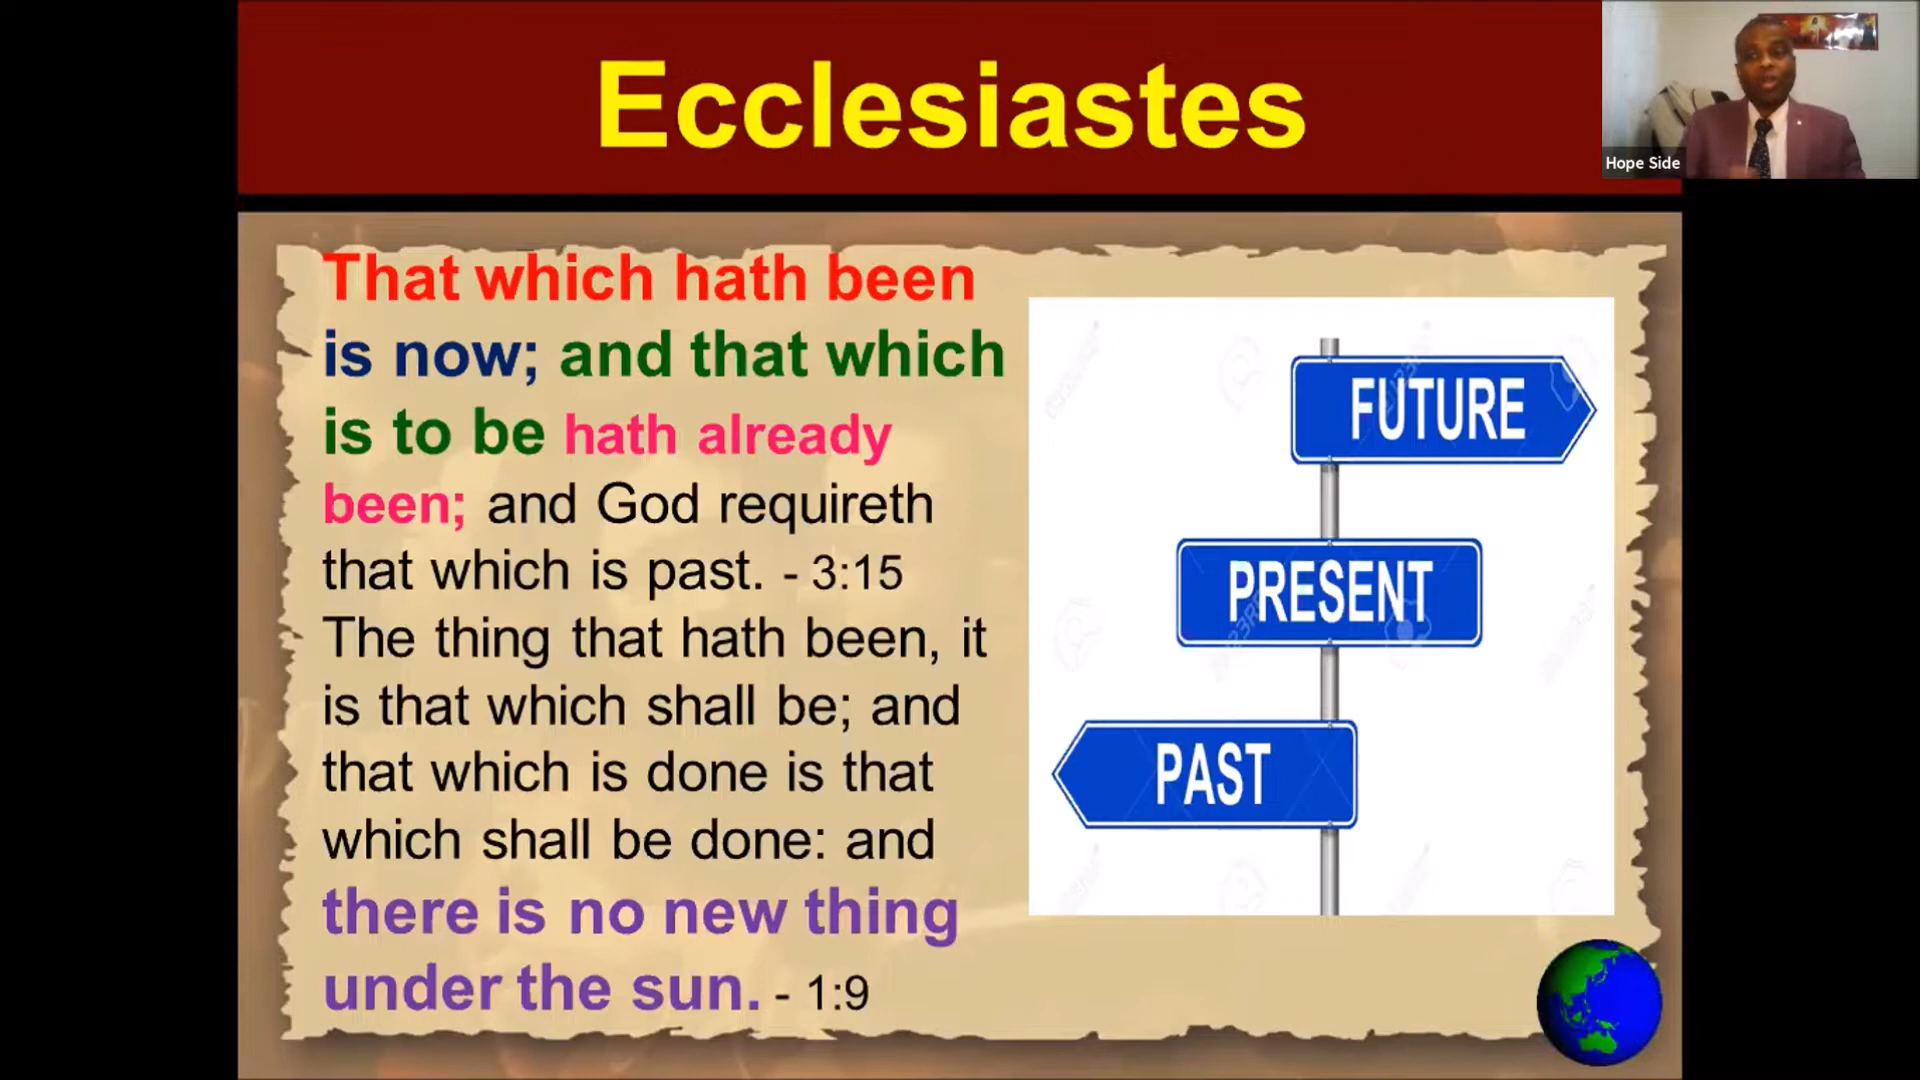 Ecclesiastes
Hope Side
That which hath been
is now; and that which
is to be hath already
been; and God requireth
that which is past. - 3:15
The thing that hath been, it
is that which shall be; and
that which is done is that
which shall be done: and
there is no new thing
under the sun. - 1:9
FUTURE
PRESENT
PAST